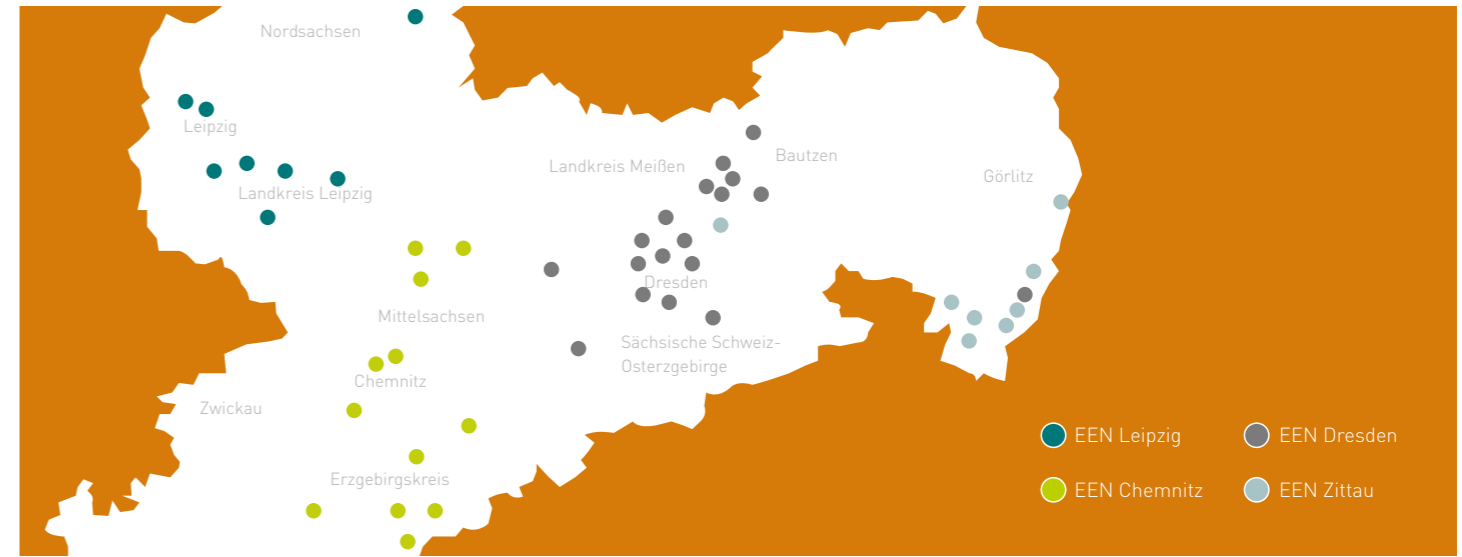 Nordsachsen
Leipzig
Landkreis Leipzig
Landkreis Meißen
Bautzen
Görlitz
Dresden
Mittelsachsen
Sächsische Schweiz-
Osterzgebirge
Chemnitz
Zwickau
Erzgebirgskreis
EEN Leipzig
EEN Dresden
EEN Chemnitz
EEN Zittau